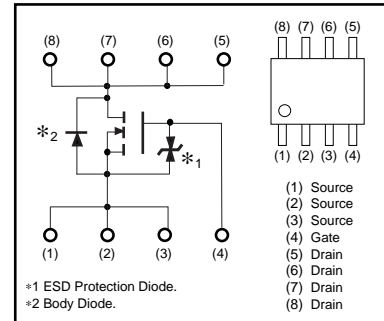 (8) (7) (6) (5)
*2
*1
(1) (2) (3) (4)
*1 ESD Protection Diode.
*2 Body Diode.
(8) (7) (6) (5)
(1) (2) (3) (4)
(1) Source
(2) Source
(3) Source
(4) Gate
(5) Drain
(6) Drain
(7) Drain
(8) Drain